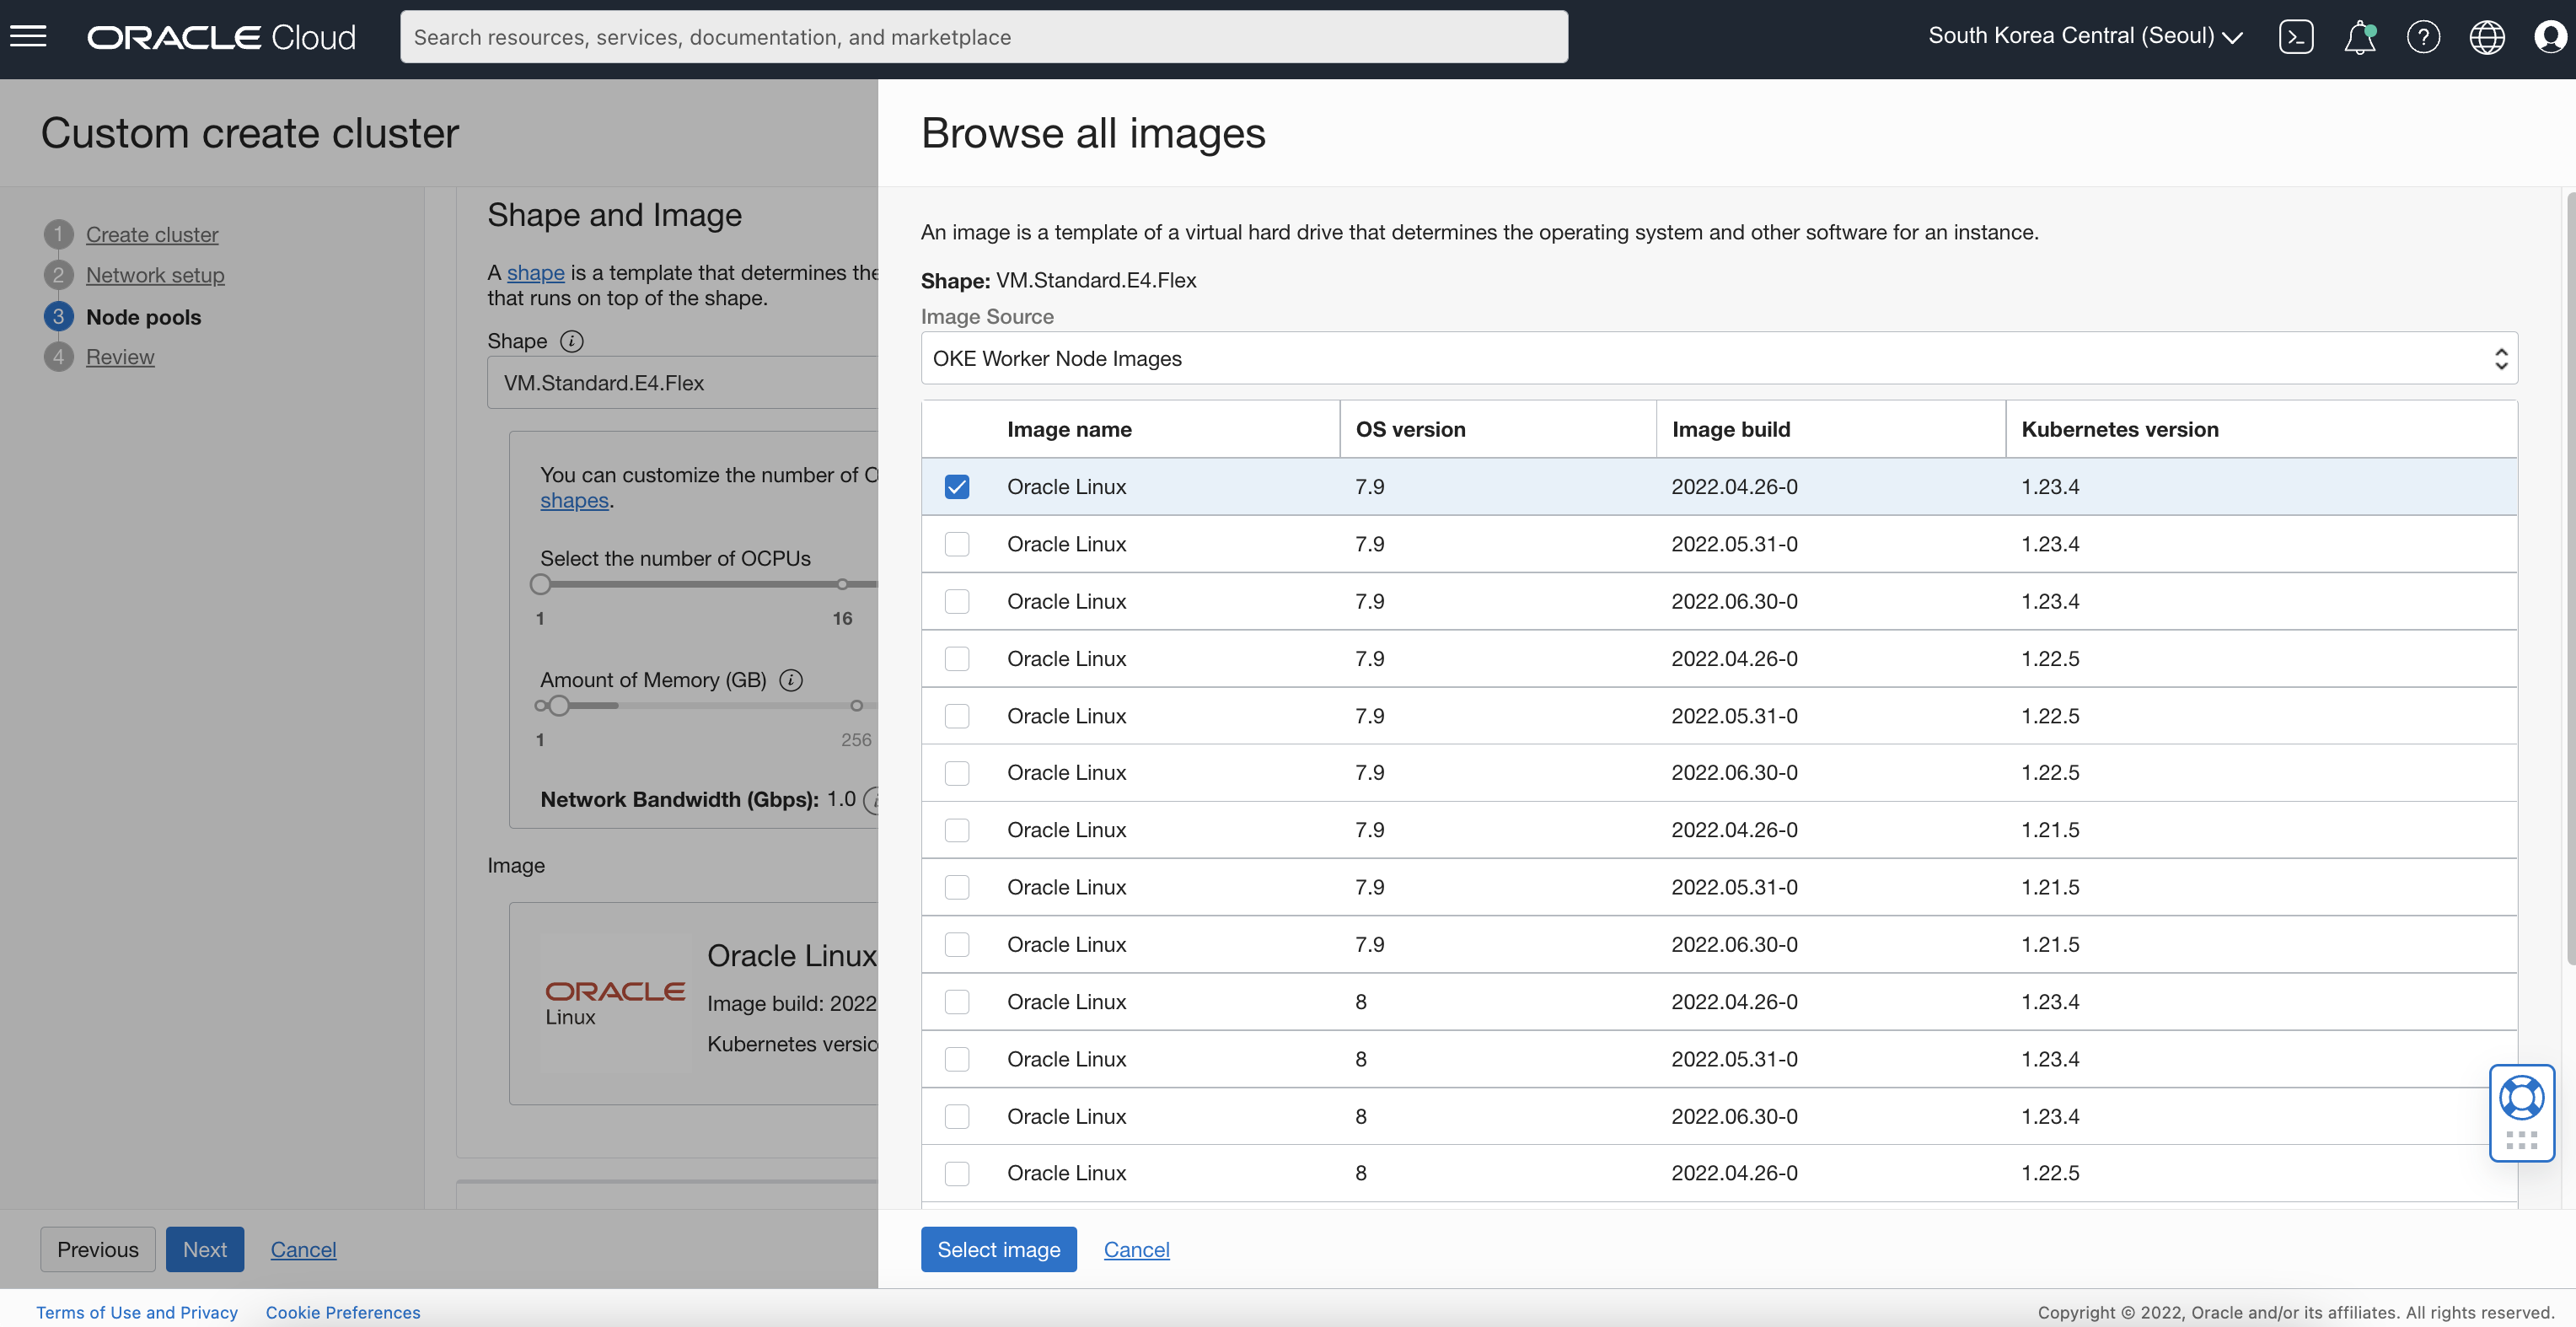 ORACLE Cloud
Search resources, services, documentation, and marketplace
South Korea Central (Seoul)
Custom create cluster
1 Create cluster
2 Network setup
3 Node pools
4 Review
Shape and Image
A shape is a template that determines the
that runs on top of the shape.
Shape
VM.Standard.E4.Flex
You can customize the number of
shapes.
Select the number of OCPUs
1 16
Amount of Memory (GB)
1 256
Network Bandwidth (Gbps): 1.0
Image
ORACLE
Linux
Oracle Linux
Image build: 2022
Kubernetes versio
Previous Next Cancel
Browse all images
An image is a template of a virtual hard drive that determines the operating system and other software for an instance.
Shape: VM.Standard.E4.Flex
Image Source
OKE Worker Node Images
Image name OS version Image build Kubernetes version
Oracle Linux 7.9 2022.04.26-0 1.23.4
Oracle Linux 7.9 2022.05.31-0 1.23.4
Oracle Linux 7.9 2022.06.30-0 1.23.4
Oracle Linux 7.9 2022.04.26-0 1.22.5
Oracle Linux 7.9 2022.05.31-0 1.22.5
Oracle Linux 7.9 2022.06.30-0 1.22.5
Oracle Linux 7.9 2022.04.26-0 1.21.5
Oracle Linux 7.9 2022.05.31-0 1.21.5
Oracle Linux 7.9 2022.06.30-0 1.21.5
Oracle Linux 8 2022.04.26-0 1.23.4
Oracle Linux 8 2022.05.31-0 1.23.4
Oracle Linux 8 2022.06.30-0 1.23.4
Oracle Linux 8 2022.04.26-0 1.22.5
Select image Cancel
Terms of Use and Privacy Cookie Preferences
Copyright © 2022, Oracle and/or its affiliates. All rights reserved.